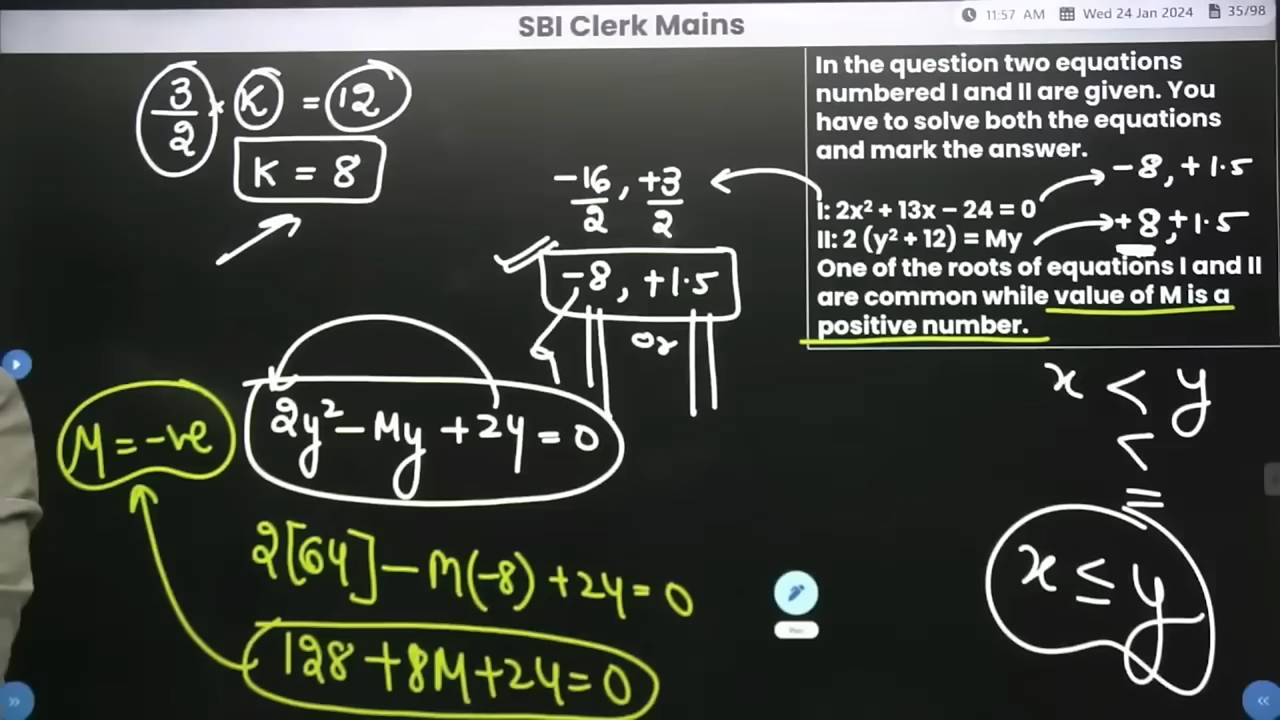 11:57 AM Wed 24 Jan 2024 35/98
SBI Clerk Mains
In the question two equations
numbered I and II are given. You
have to solve both the equations
and mark the answer.
I: 2x² + 13x – 24 = 0
-8, +1.5
II: 2 (y² + 12) = My
+8, +1.5
One of the roots of equations I and II
are common while value of M is a
positive number.
3/2 × K = 12
K = 8
-16/2, +3/2
-8, +1.5
or
2y² - My + 24 = 0
M = -ve
2[64] - M(-8) + 24 = 0
128 + 8M + 24 = 0
x < y
<
=
x ≤ y